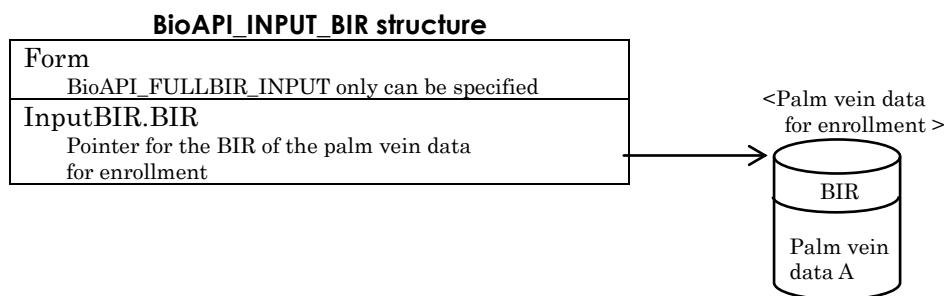 BioAPI_INPUT_BIR structure
Form
BioAPI_FULLBIR_INPUT only can be specified
InputBIR.BIR
Pointer for the BIR of the palm vein data
for enrollment
<Palm vein data
for enrollment >
BIR
Palm vein
data A